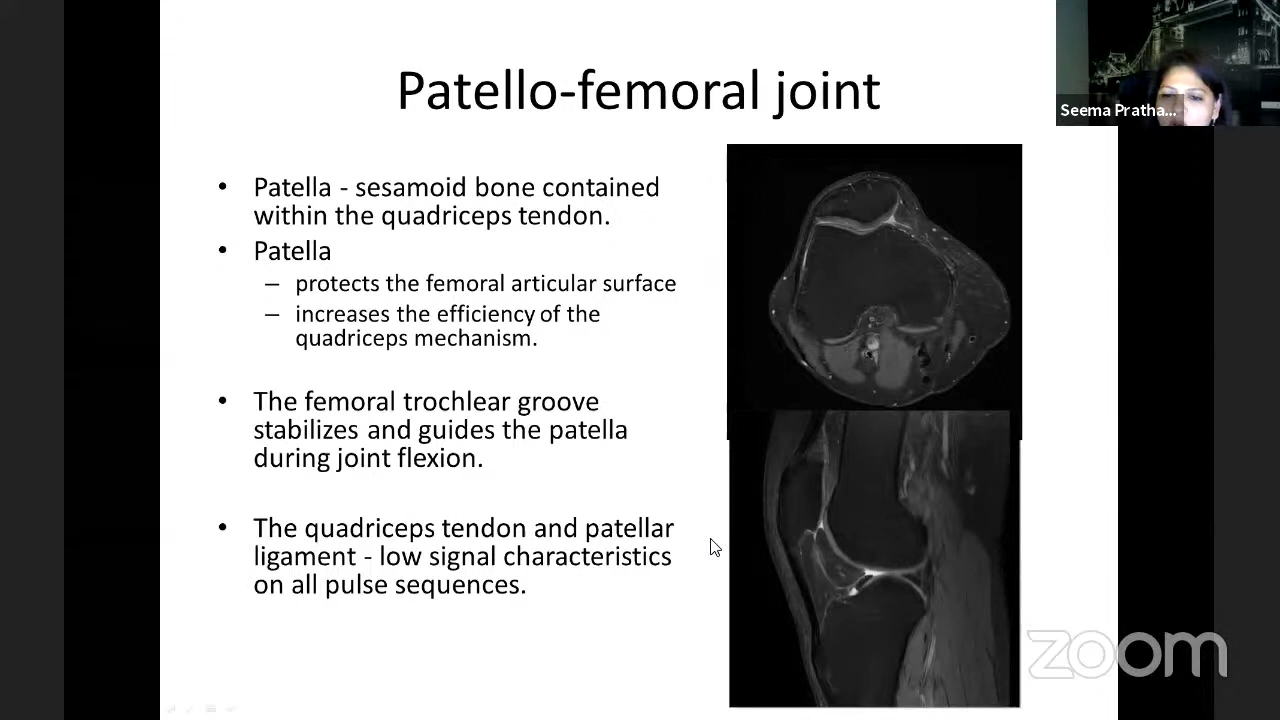 Patello-femoral joint
Seema Pratha...
• Patella - sesamoid bone contained
within the quadriceps tendon.
• Patella
– protects the femoral articular surface
– increases the efficiency of the
quadriceps mechanism.
• The femoral trochlear groove
stabilizes and guides the patella
during joint flexion.
• The quadriceps tendon and patellar
ligament - low signal characteristics
on all pulse sequences.
zoom